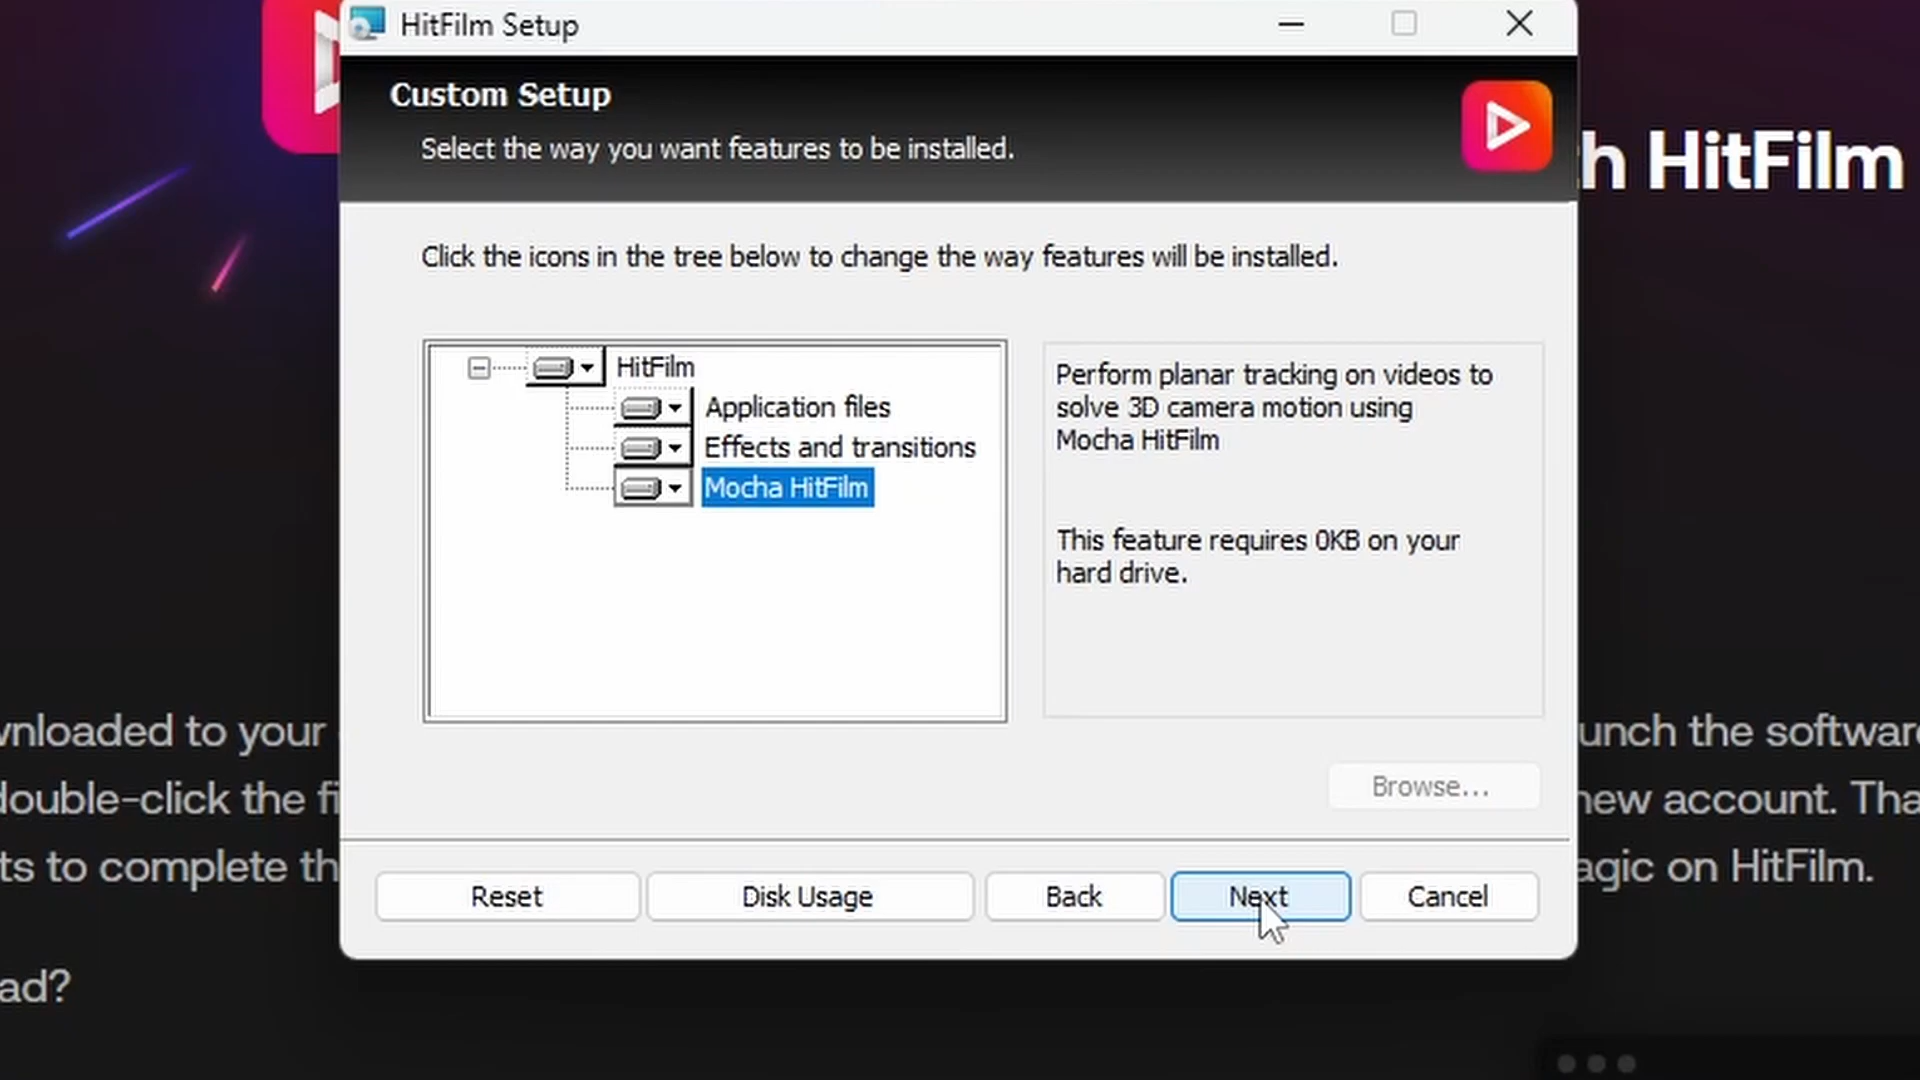 HitFilm Setup
Custom Setup
Select the way you want features to be installed.
h HitFilm
Click the icons in the tree below to change the way features will be installed.
HitFilm
Application files
Effects and transitions
Mocha HitFilm
Perform planar tracking on videos to
solve 3D camera motion using
Mocha HitFilm
This feature requires 0KB on your
hard drive.
wnloaded to your
unch the software
double-click the fi
new account. Tha
ts to complete th
agic on HitFilm.
Browse...
Reset
Disk Usage
Back
Next
Cancel
ad?